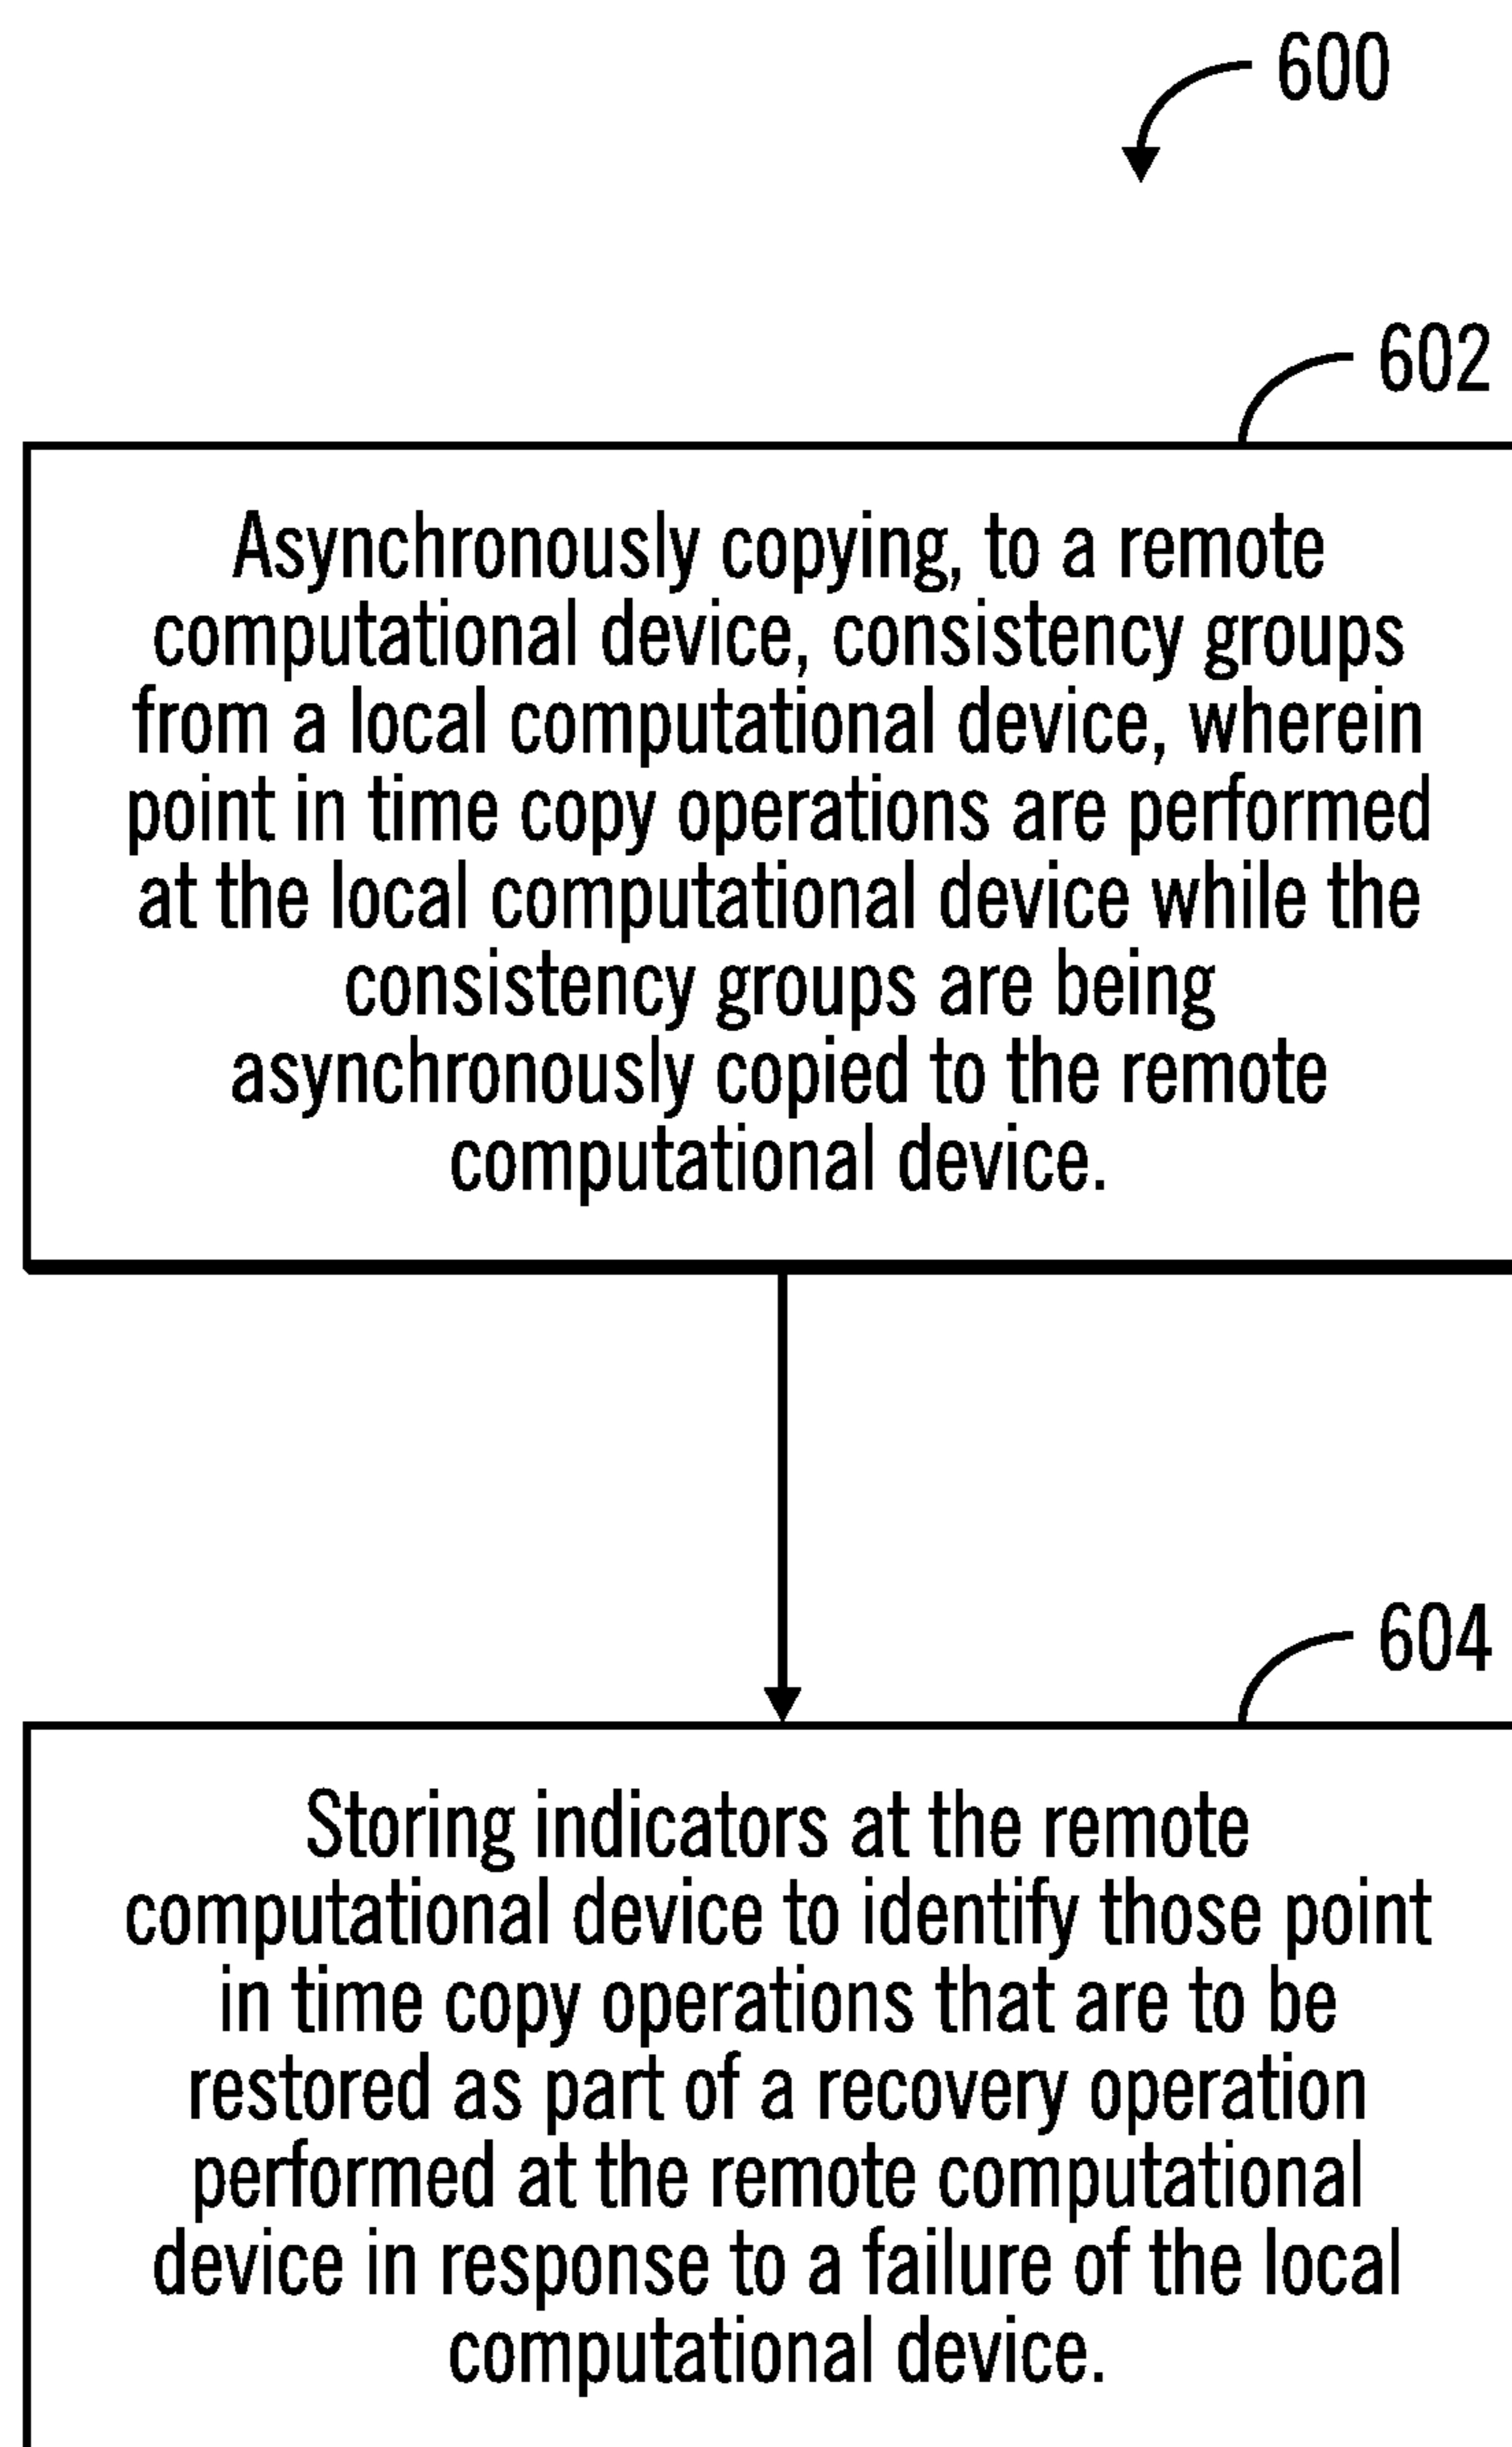 600
602
Asynchronously copying, to a remote
computational device, consistency groups
from a local computational device, wherein
point in time copy operations are performed
at the local computational device while the
consistency groups are being
asynchronously copied to the remote
computational device.
604
Storing indicators at the remote
computational device to identify those point
in time copy operations that are to be
restored as part of a recovery operation
performed at the remote computational
device in response to a failure of the local
computational device.